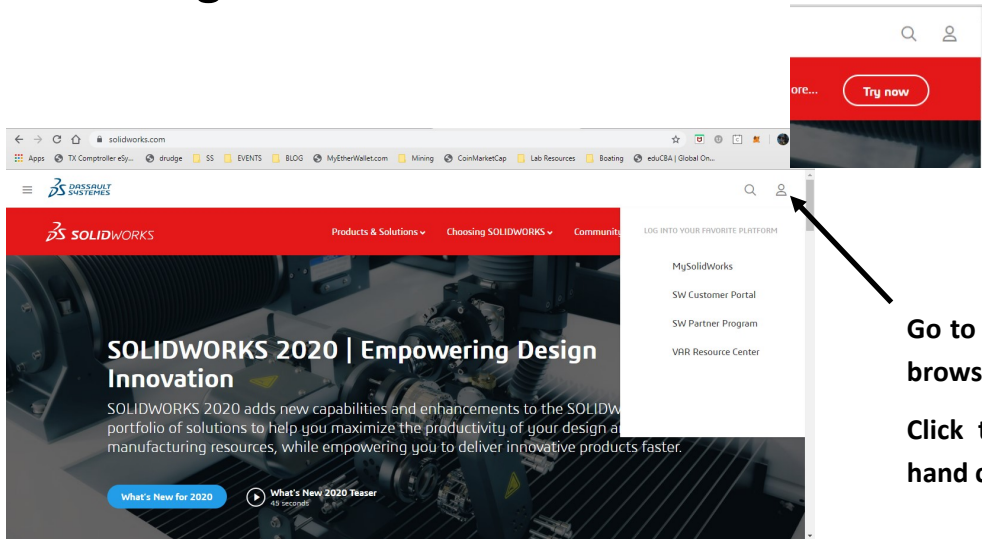 ore...
Try now
solidworks.com
Apps TX Comptroller eSy... drudge SS EVENTS BLOG MyEtherWallet.com Mining CoinMarketCap Lab Resources Boating eduCBA | Global On...
DASSAULT
SYSTEMES
SOLIDWORKS Products & Solutions Choosing SOLIDWORKS Community
LOG INTO YOUR FAVORITE PLATFORM
MySolidWorks
SW Customer Portal
SW Partner Program
VAR Resource Center
SOLIDWORKS 2020 | Empowering Design
Innovation
SOLIDWORKS 2020 adds new capabilities and enhancements to the SOLIDW
portfolio of solutions to help you maximize the productivity of your design a
manufacturing resources, while empowering you to deliver innovative products faster.
What's New for 2020
What's New 2020 Teaser
45 seconds
Go to
brows
Click t
hand c